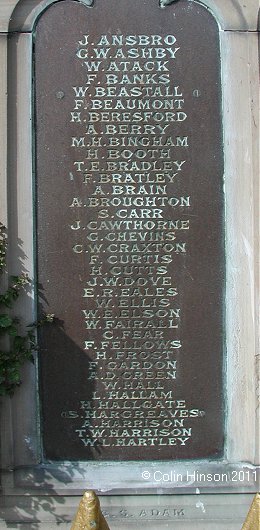 J. ANSBRO
G.W. ASHBY
W. ATACK
F. BANKS
W. BEASTALL
F. BEAUMONT
H. BERESFORD
A. BERRY
M.H. BINGHAM
H. BOOTH
T.E. BRADLEY
F. BRATLEY
A. BRAIN
A. BROUGHTON
S. CARR
J. CAWTHORNE
G. CHEVINS
C.W. CRAXTON
F. CURTIS
H. CUTTS
J.W. DOVE
E.R. EALES
W. ELLIS
W.E. ELSON
W. FAIRALL
C. FEAR
F. FELLOWS
H. FROST
F. GARDON
A.D. GREEN
W. HALL
L. HALLAM
H. HALLGATE
S. HARGREAVES
A. HARRISON
T.W. HARRISON
W.L. HARTLEY
© Colin Hinson 2011
G. ADAM